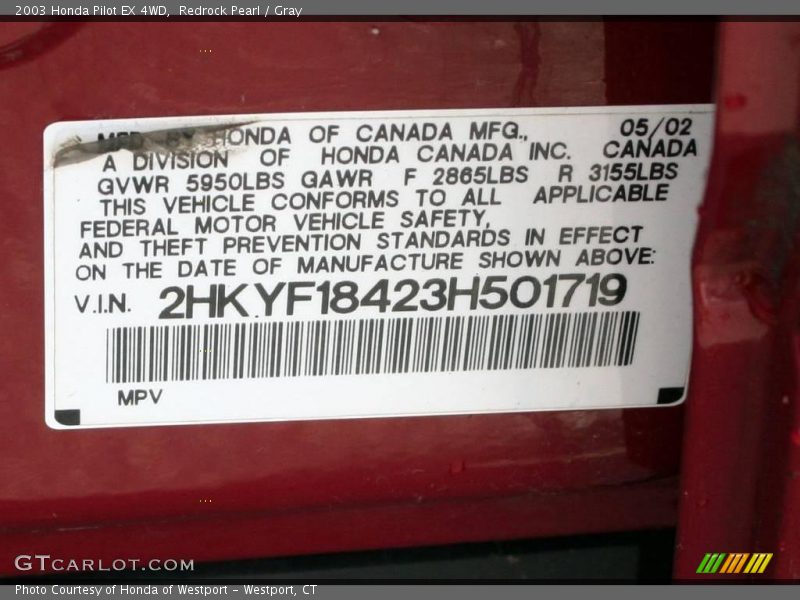 2003 Honda Pilot EX 4WD, Redrock Pearl / Gray
MFD BY HONDA OF CANADA MFG., 05/02
A DIVISION OF HONDA CANADA INC. CANADA
GVWR 5950LBS GAWR F 2865LBS R 3155LBS
THIS VEHICLE CONFORMS TO ALL APPLICABLE
FEDERAL MOTOR VEHICLE SAFETY,
AND THEFT PREVENTION STANDARDS IN EFFECT
ON THE DATE OF MANUFACTURE SHOWN ABOVE:
V.I.N. 2HKYF18423H501719
MPV
GTCARLOT.COM
Photo Courtesy of Honda of Westport - Westport, CT